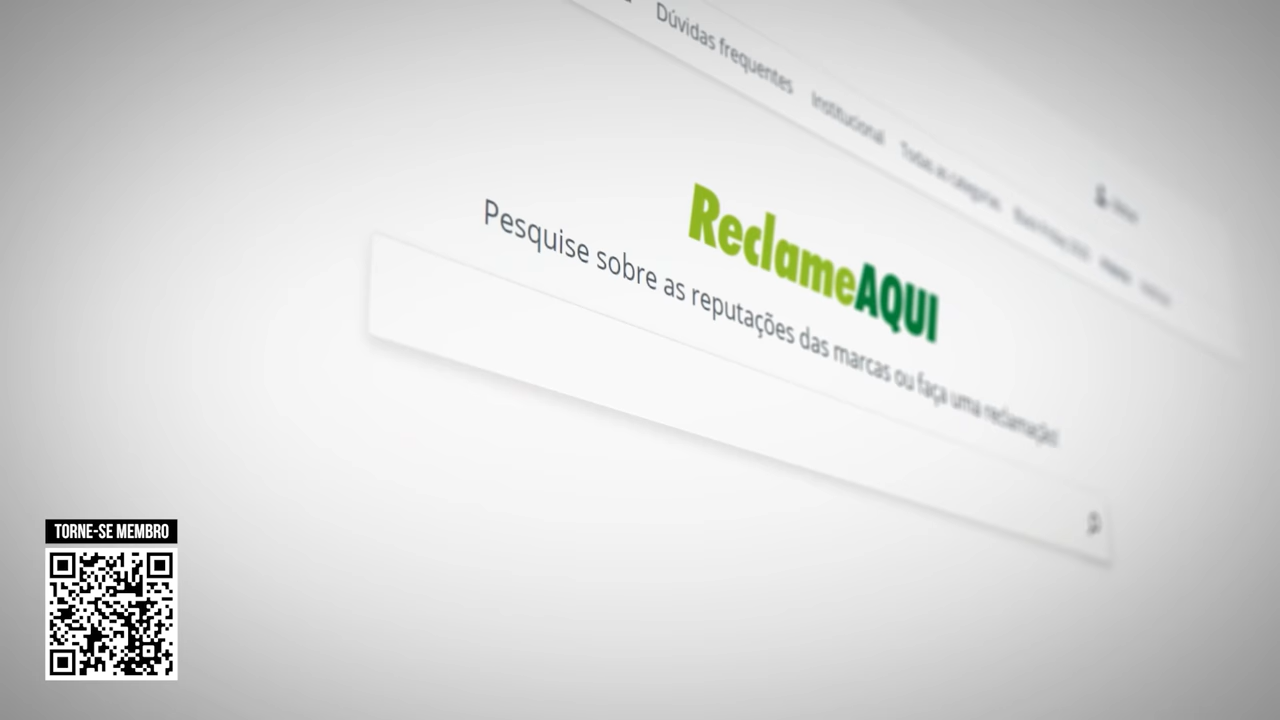 Dúvidas frequentes Institucional Todas as categorias
ReclameAQUI
Pesquise sobre as reputações das marcas ou faça uma reclamação!
TORNE-SE MEMBRO